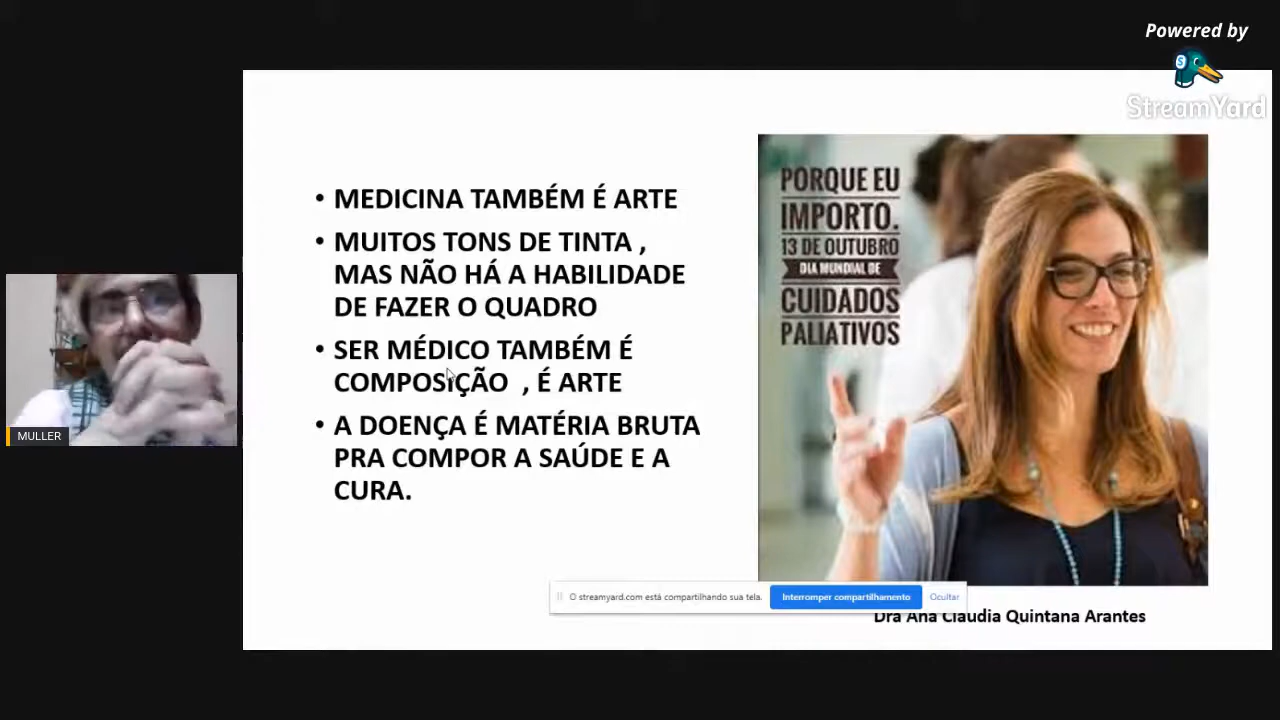 Powered by
StreamYard
• MEDICINA TAMBÉM É ARTE
• MUITOS TONS DE TINTA ,
MAS NÃO HÁ A HABILIDADE
DE FAZER O QUADRO
• SER MÉDICO TAMBÉM É
COMPOSIÇÃO , É ARTE
• A DOENÇA É MATÉRIA BRUTA
PRA COMPOR A SAÚDE E A
CURA.
PORQUE EU
IMPORTO.
13 DE OUTUBRO
DIA MUNDIAL DE
CUIDADOS
PALIATIVOS
MULLER
O streamyard.com está compartilhando sua tela.
Interromper compartilhamento
Ocultar
Dra Ana Claudia Quintana Arantes